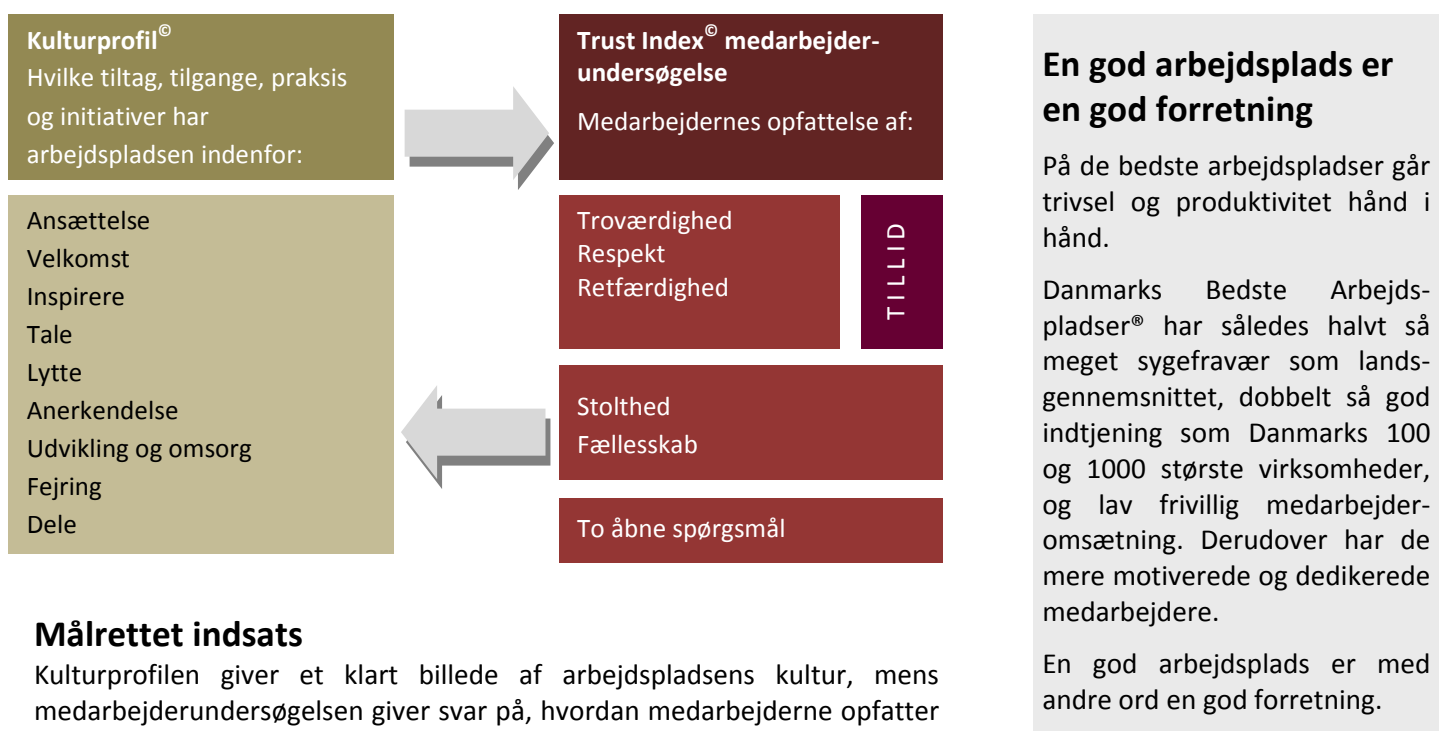 Kulturprofil©
Hvilke tiltag, tilgange, praksis
og initiativer har
arbejdspladsen indenfor:
Ansættelse
Velkomst
Inspirere
Tale
Lytte
Anerkendelse
Udvikling og omsorg
Fejring
Dele
Trust Index© medarbejder-
undersøgelse
Medarbejdernes opfattelse af:
Troværdighed
Respekt
Retfærdighed
TILLID
Stolthed
Fællesskab
To åbne spørgsmål
Målrettet indsats
Kulturprofilen giver et klart billede af arbejdspladsens kultur, mens
medarbejderundersøgelsen giver svar på, hvordan medarbejderne opfatter
En god arbejdsplads er
en god forretning
På de bedste arbejdspladser går
trivsel og produktivitet hånd i
hånd.
Danmarks Bedste Arbejds-
pladser® har således halvt så
meget sygefravær som lands-
gennemsnittet, dobbelt så god
indtjening som Danmarks 100
og 1000 største virksomheder,
og lav frivillig medarbejder-
omsætning. Derudover har de
mere motiverede og dedikerede
medarbejdere.
En god arbejdsplads er med
andre ord en god forretning.